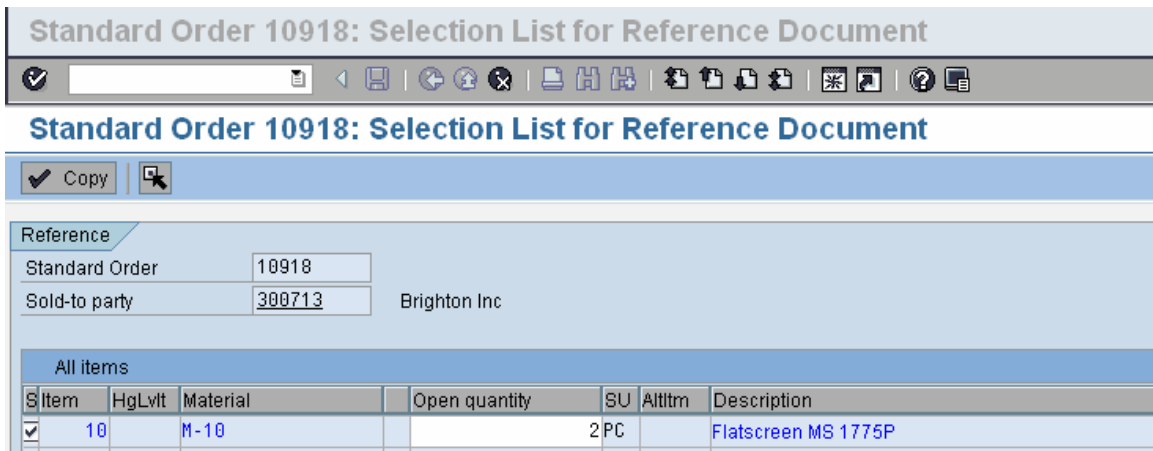 Standard Order 10918: Selection List for Reference Document
Standard Order 10918: Selection List for Reference Document
Copy
Reference
Standard Order 10918
Sold-to party 300713 Brighton Inc
All items
S Item HgLvIt Material Open quantity SU AltItm Description
10 M-10 2 PC Flatscreen MS 1775P